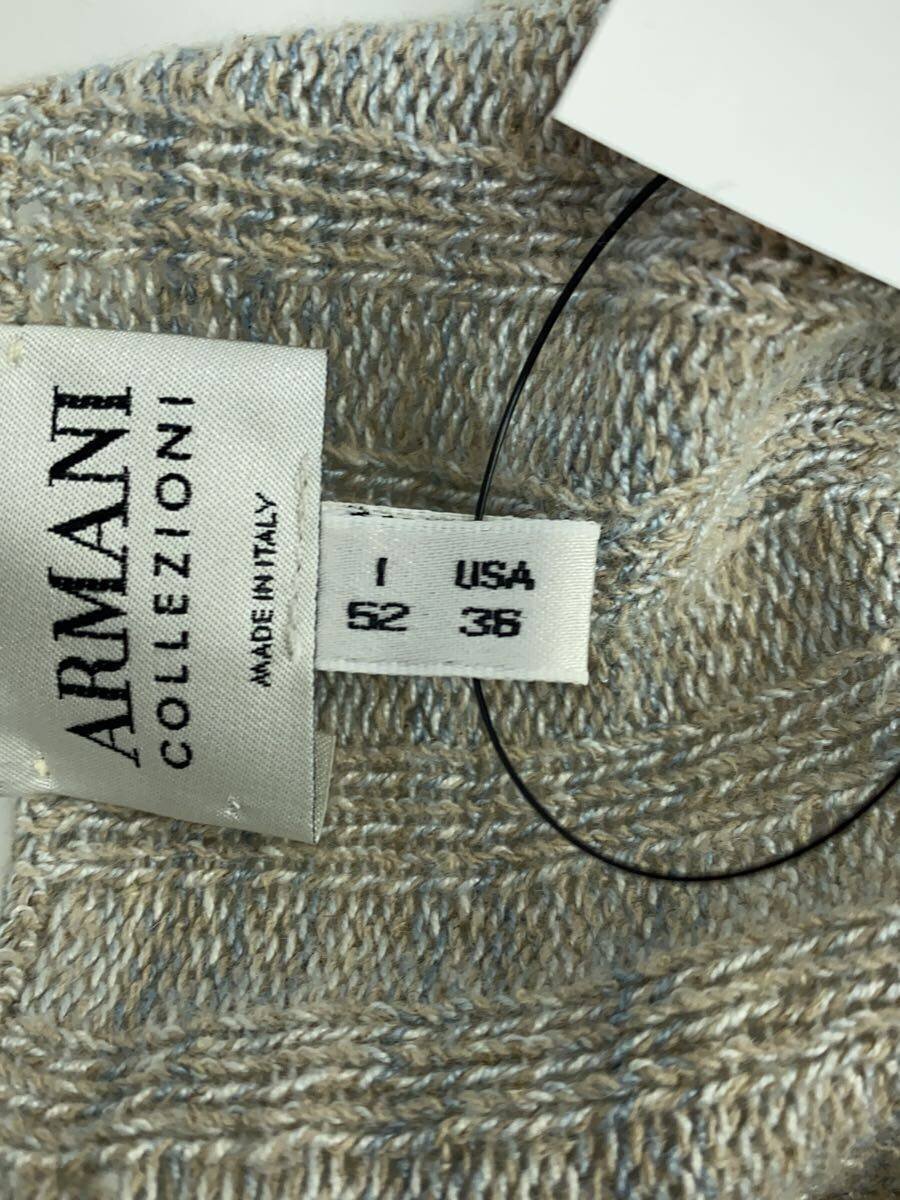 ARMANI
COLLEZIONI
MADE IN ITALY
I USA
52 36